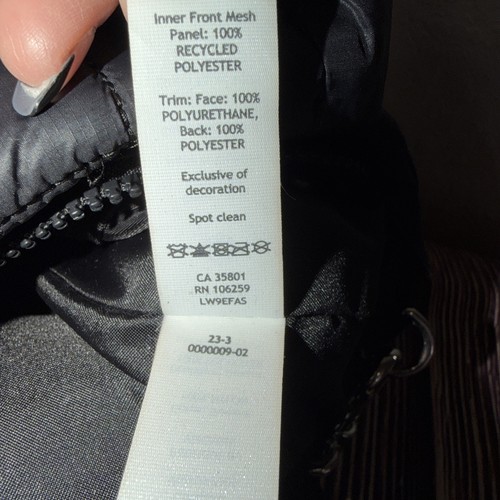 Inner Front Mesh
Panel: 100%
RECYCLED
POLYESTER
Trim: Face: 100%
POLYURETHANE,
Back: 100%
POLYESTER
Exclusive of
decoration
Spot clean
CA 35801
RN 106259
LW9EFAS
23-3
0000009-02